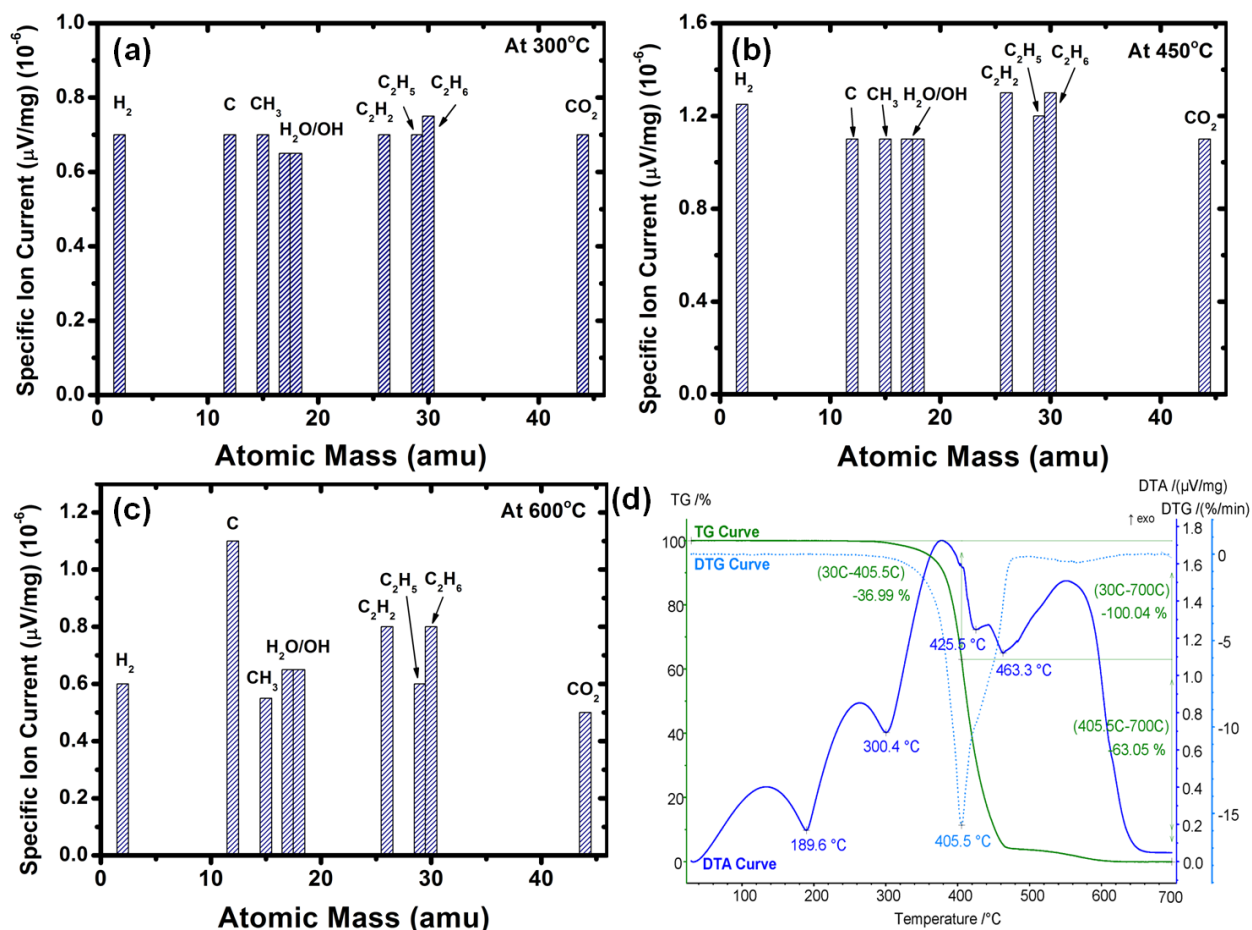 (a)
At 300°C
Specific Ion Current (μV/mg) (10⁻⁶)
1.0
0.8
0.6
0.4
0.2
0.0
H₂
C
CH₃
H₂O/OH
C₂H₂
C₂H₅
C₂H₆
CO₂
0
10
20
30
40
Atomic Mass (amu)
(b)
At 450°C
Specific Ion Current (μV/mg) (10⁻⁶)
1.6
1.2
0.8
0.4
0.0
H₂
C
CH₃
H₂O/OH
C₂H₂
C₂H₅
C₂H₆
CO₂
0
10
20
30
40
Atomic Mass (amu)
(c)
At 600°C
Specific Ion Current (μV/mg) (10⁻⁶)
1.2
1.0
0.8
0.6
0.4
0.2
0.0
H₂
C
CH₃
H₂O/OH
C₂H₂
C₂H₅
C₂H₆
CO₂
0
10
20
30
40
Atomic Mass (amu)
(d)
TG /%
DTA /(μV/mg)
DTG /(%/min)
↑ exo
TG Curve
DTG Curve
DTA Curve
(30C-405.5C)
-36.99 %
(30C-700C)
-100.04 %
(405.5C-700C)
-63.05 %
189.6 °C
300.4 °C
405.5 °C
425.5 °C
463.3 °C
100
80
60
40
20
0
1.8
1.6
1.4
1.2
1.0
0.8
0.6
0.4
0.2
0.0
0
-5
-10
-15
100
200
300
400
500
600
700
Temperature /°C